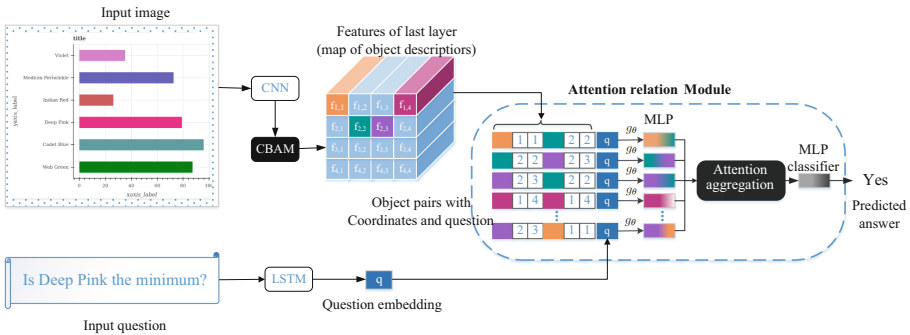 Input image
title
Violet
Medium Periwinkle
Indian Red
Deep Pink
Cadet Blue
Web Green
yaxis_label
0
20
40
60
80
100
xaxis_label
CNN
CBAM
Features of last layer
(map of object descriptiors)
f1,1 f1,2 f1,3 f1,4
f2,1 f2,2 f2,3 f2,4
f3,1 f3,2 f3,3 f3,4
f4,1 f4,2 f4,3 f4,4
Attention relation Module
MLP
1 1 2 2 q gθ
2 2 2 3 q gθ
2 3 2 2 q gθ
1 4 1 4 q gθ
2 3 1 1 q gθ
Object pairs with
Coordinates and question
Attention
aggregation
MLP
classifier
Yes
Predicted
answer
Is Deep Pink the minimum?
LSTM
q
Question embedding
Input question